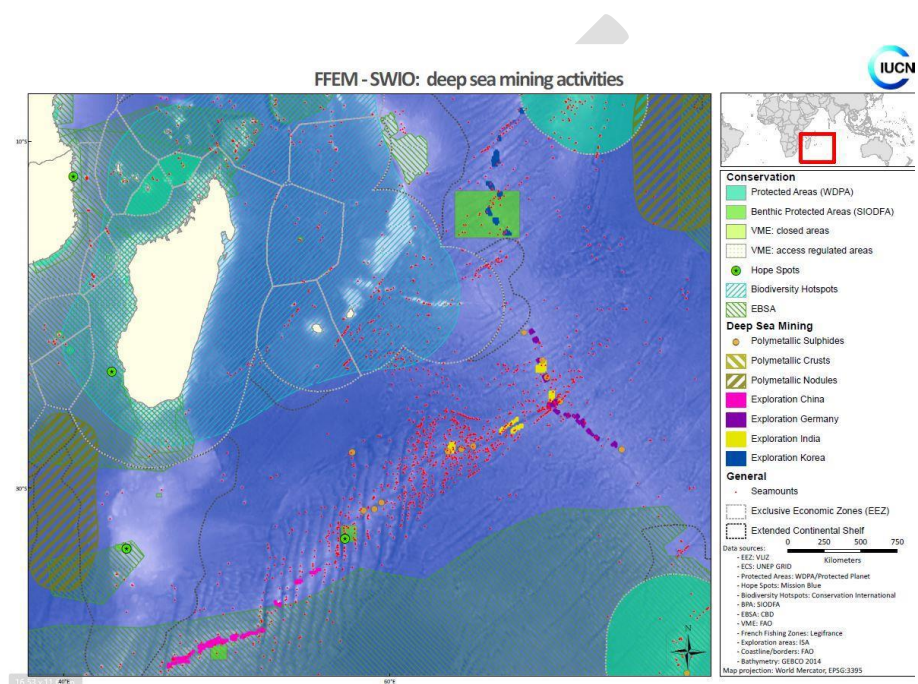 IUCN
FFEM - SWIO: deep sea mining activities
10°S
30°S
40°E
60°E
Conservation
Protected Areas (WDPA)
Benthic Protected Areas (SIODFA)
VME: closed areas
VME: access regulated areas
Hope Spots
Biodiversity Hotspots
EBSA
Deep Sea Mining
Polymetallic Sulphides
Polymetallic Crusts
Polymetallic Nodules
Exploration China
Exploration Germany
Exploration India
Exploration Korea
General
Seamounts
Exclusive Economic Zones (EEZ)
Extended Continental Shelf
Data sources:
- EEZ: VLIZ
- ECS: UNEP GRID
- Protected Areas: WDPA/Protected Planet
- Hope Spots: Mission Blue
- Biodiversity Hotspots: Conservation International
- BPA: SIODFA
- EBSA: CBD
- VME: FAO
- French Fishing Zones: Legifrance
- Exploration areas: ISA
- Coastline/borders: FAO
- Bathymetry: GEBCO 2014
Map projection: World Mercator, EPSG:3395
0 250 500 750
Kilometers
N